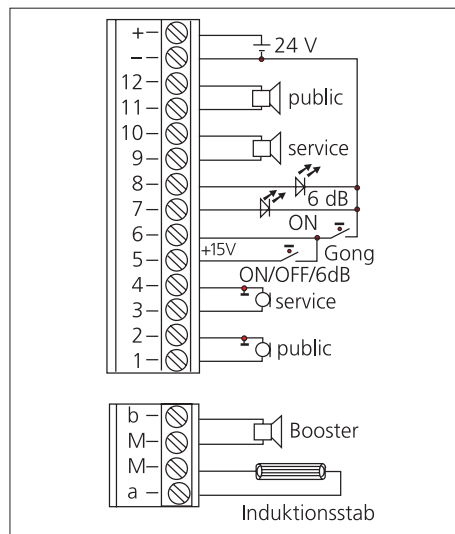 + 24 V
–
12 public
11
10 service
9
8
7 6 dB
6 ON
5 +15V Gong
ON/OFF/6dB
4
3 service
2
1 public
b Booster
M
M
a
Induktionsstab